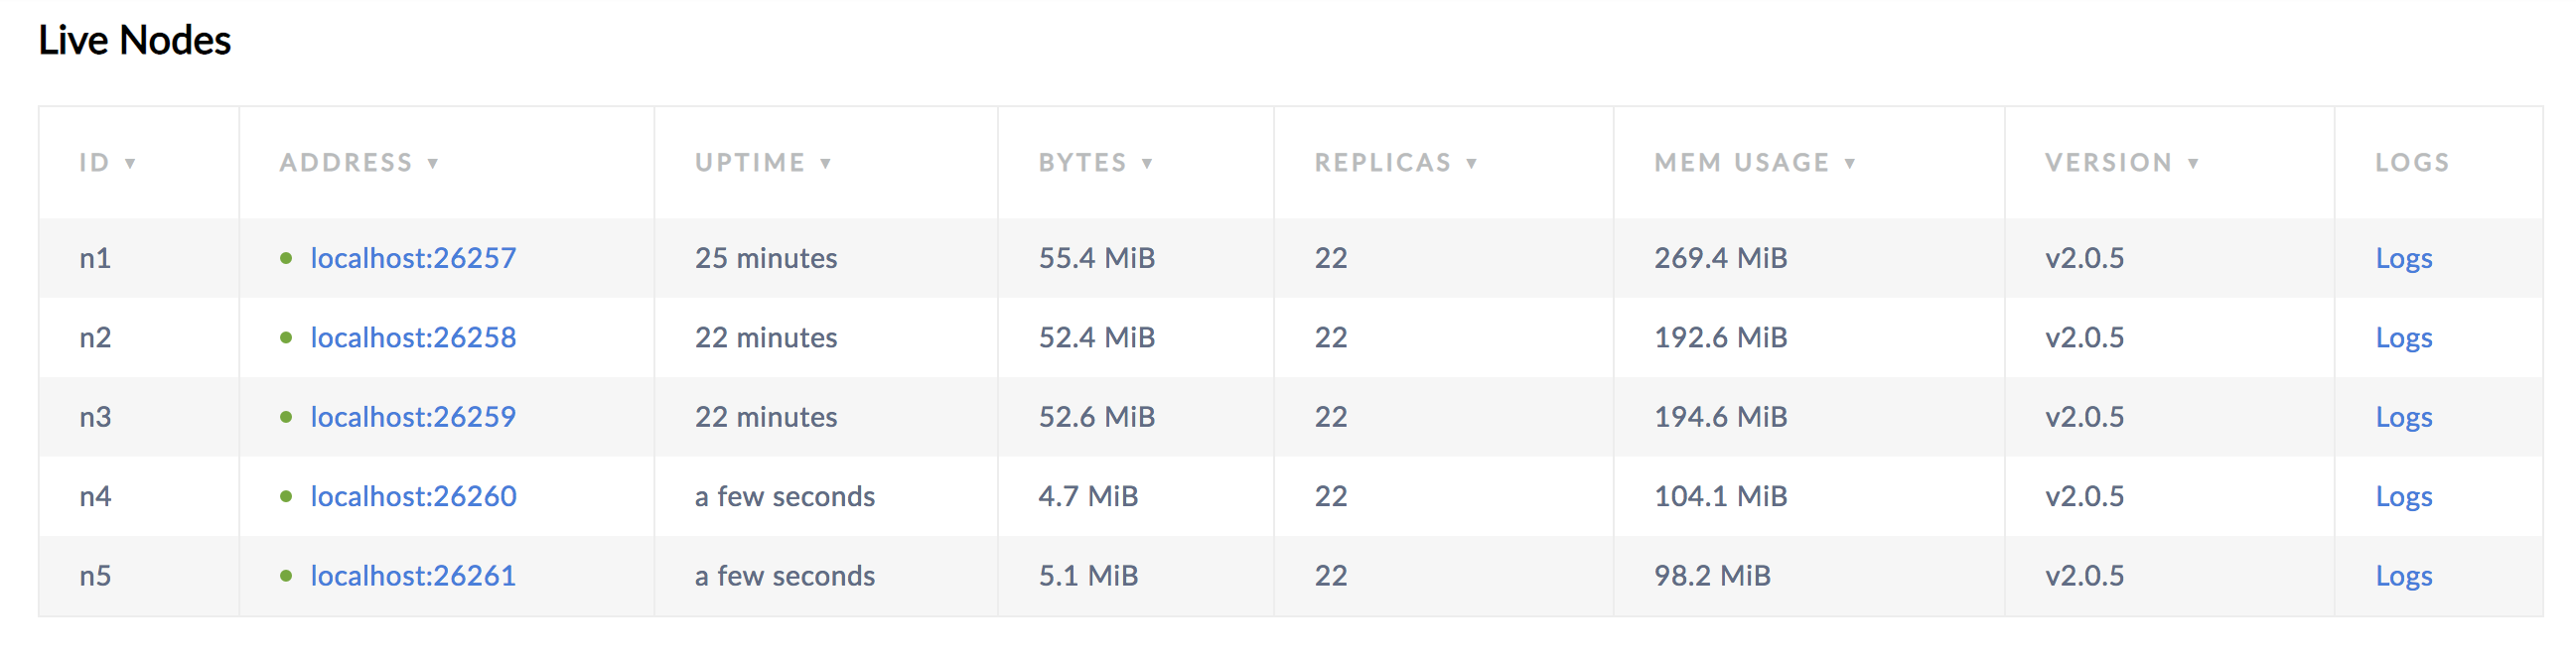 Live Nodes
ID ▼ ADDRESS ▼ UPTIME ▼ BYTES ▼ REPLICAS ▼ MEM USAGE ▼ VERSION ▼ LOGS
n1 localhost:26257 25 minutes 55.4 MiB 22 269.4 MiB v2.0.5 Logs
n2 localhost:26258 22 minutes 52.4 MiB 22 192.6 MiB v2.0.5 Logs
n3 localhost:26259 22 minutes 52.6 MiB 22 194.6 MiB v2.0.5 Logs
n4 localhost:26260 a few seconds 4.7 MiB 22 104.1 MiB v2.0.5 Logs
n5 localhost:26261 a few seconds 5.1 MiB 22 98.2 MiB v2.0.5 Logs